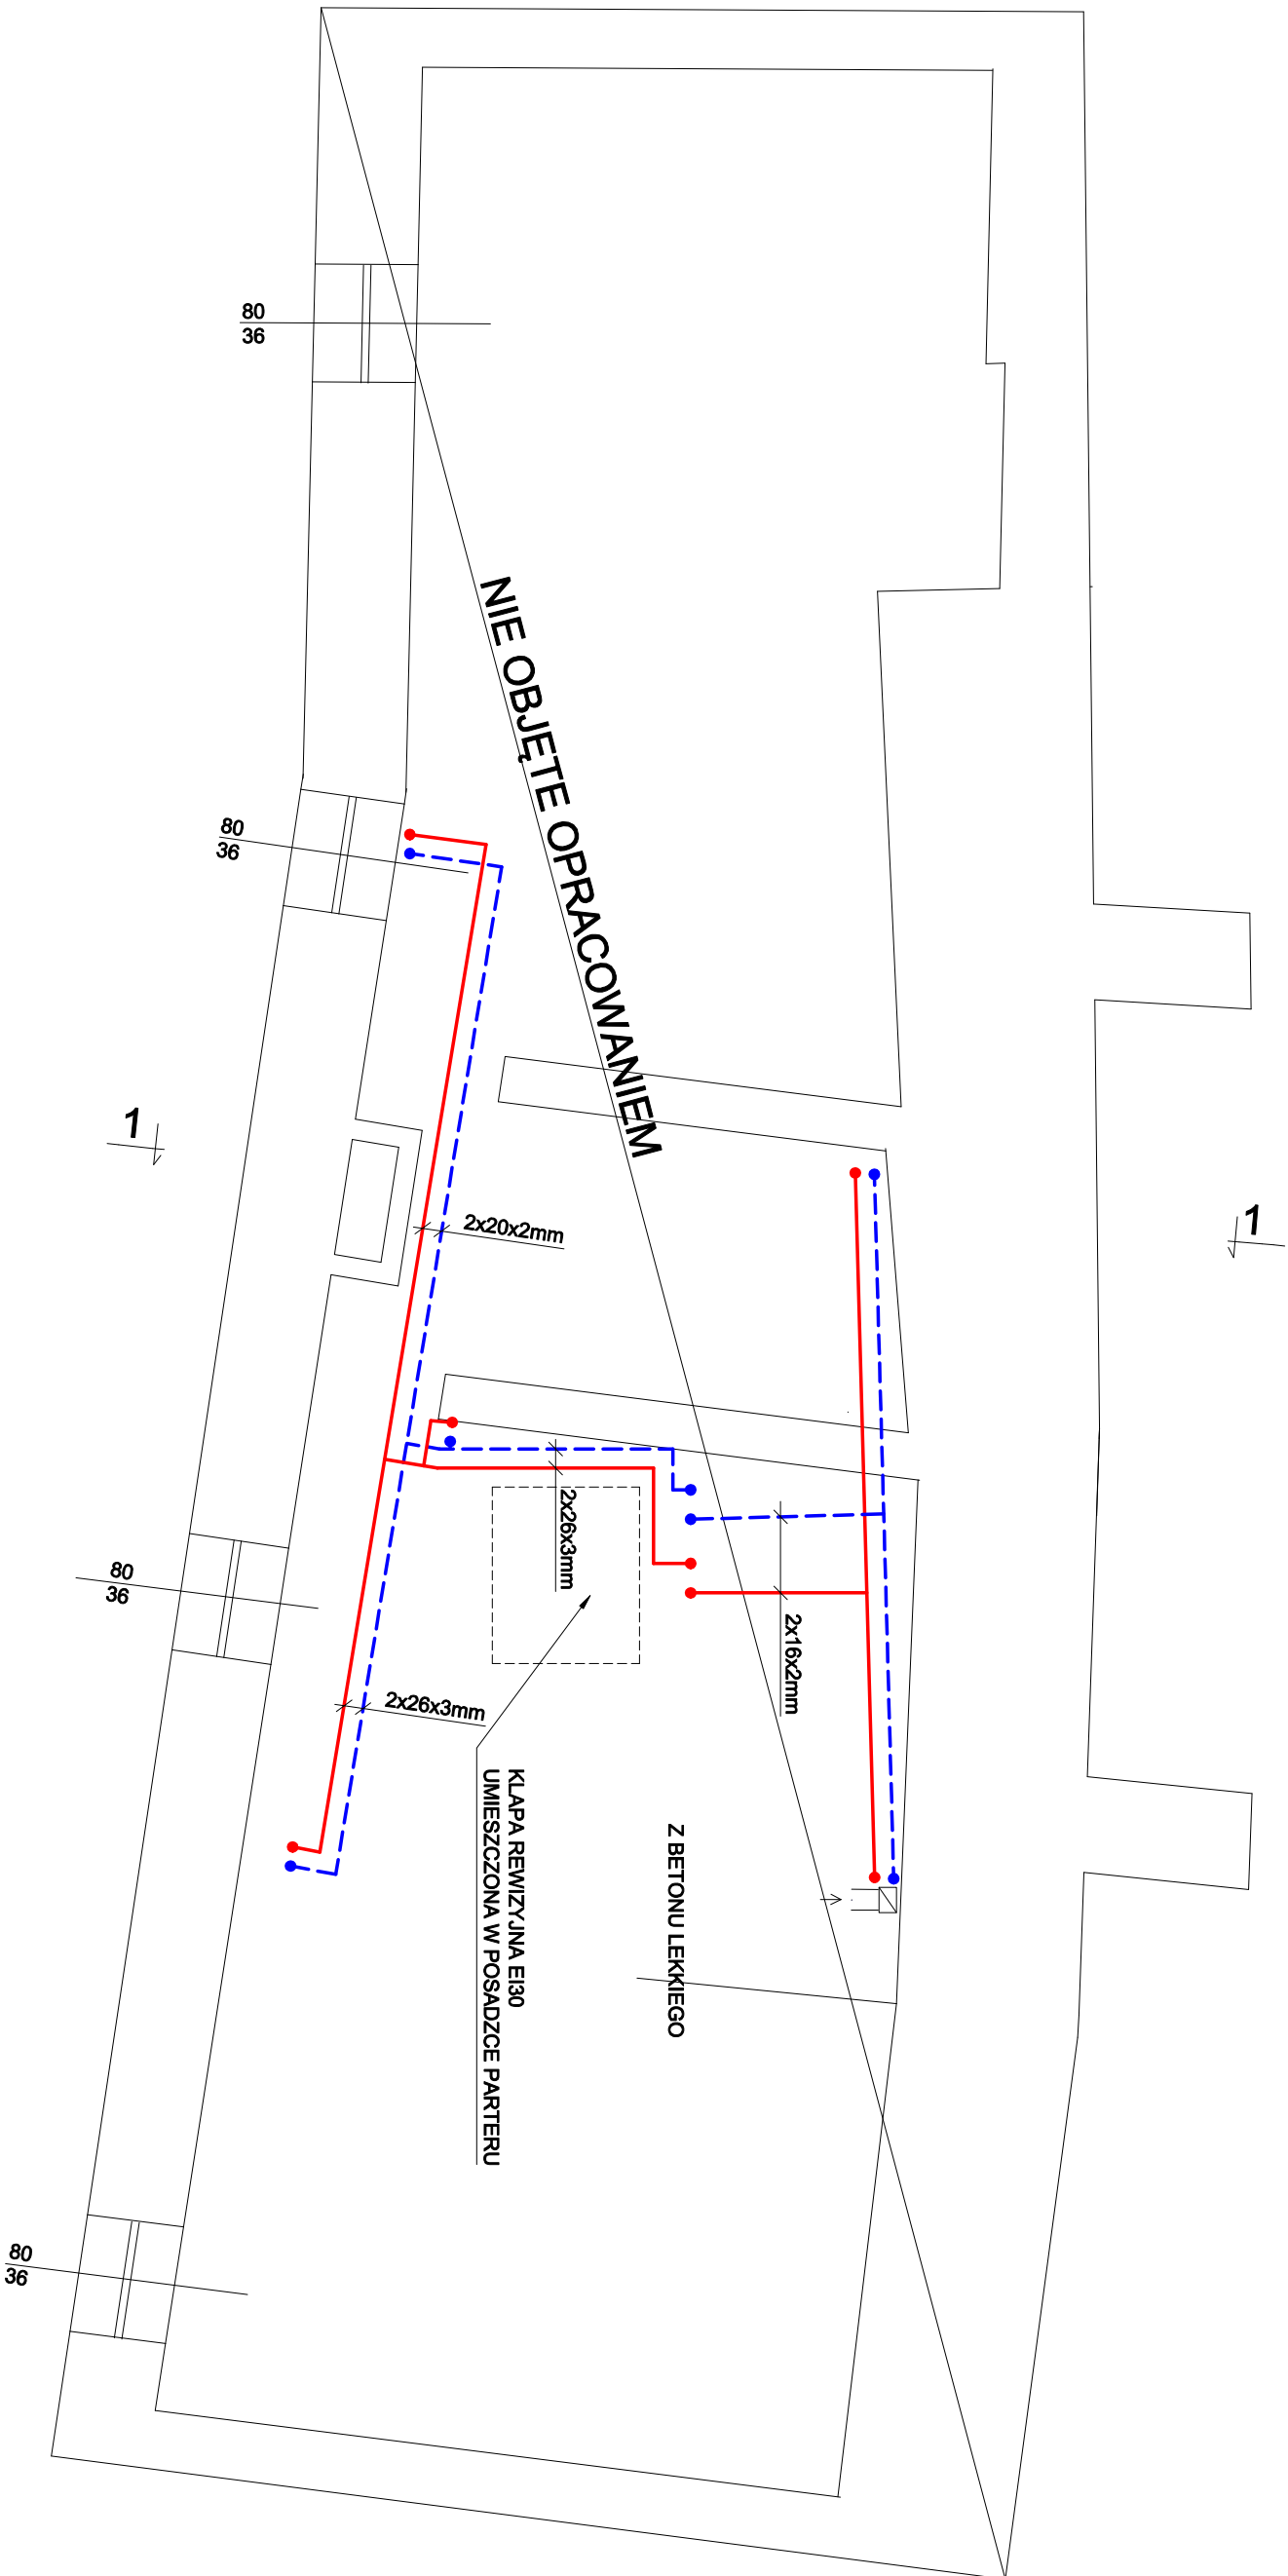 80
36
NIE OBJĘTE OPRACOWANIEM
80
36
1
1
2x20x2mm
2x26x3mm
2x16x2mm
80
36
2x26x3mm
KLAPA REWIZYJNA EI30
UMIESZCZONA W POSADZCE PARTERU
Z BETONU LEKKIEGO
80
36